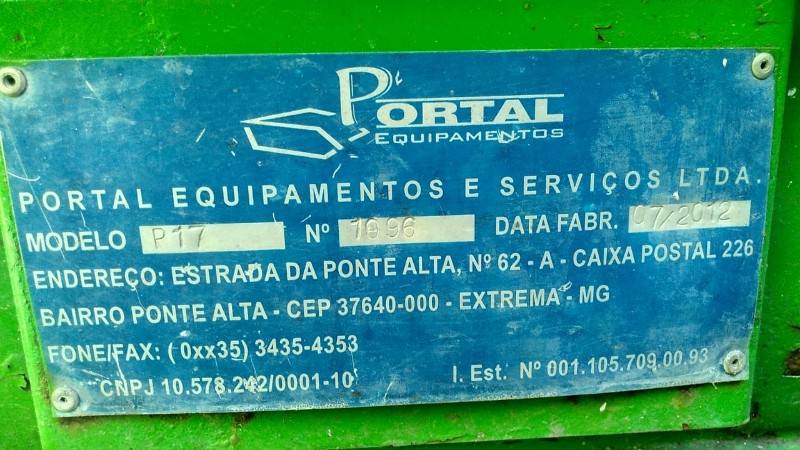 PORTAL
EQUIPAMENTOS
PORTAL EQUIPAMENTOS E SERVIÇOS LTDA.
MODELO P17 Nº 1096 DATA FABR. 07/2012
ENDEREÇO: ESTRADA DA PONTE ALTA, Nº 62 - A - CAIXA POSTAL 226
BAIRRO PONTE ALTA - CEP 37640-000 - EXTREMA - MG
FONE/FAX: ( 0xx35) 3435-4353
CNPJ 10.578.242/0001-10 I. Est. Nº 001.105.709.00.93